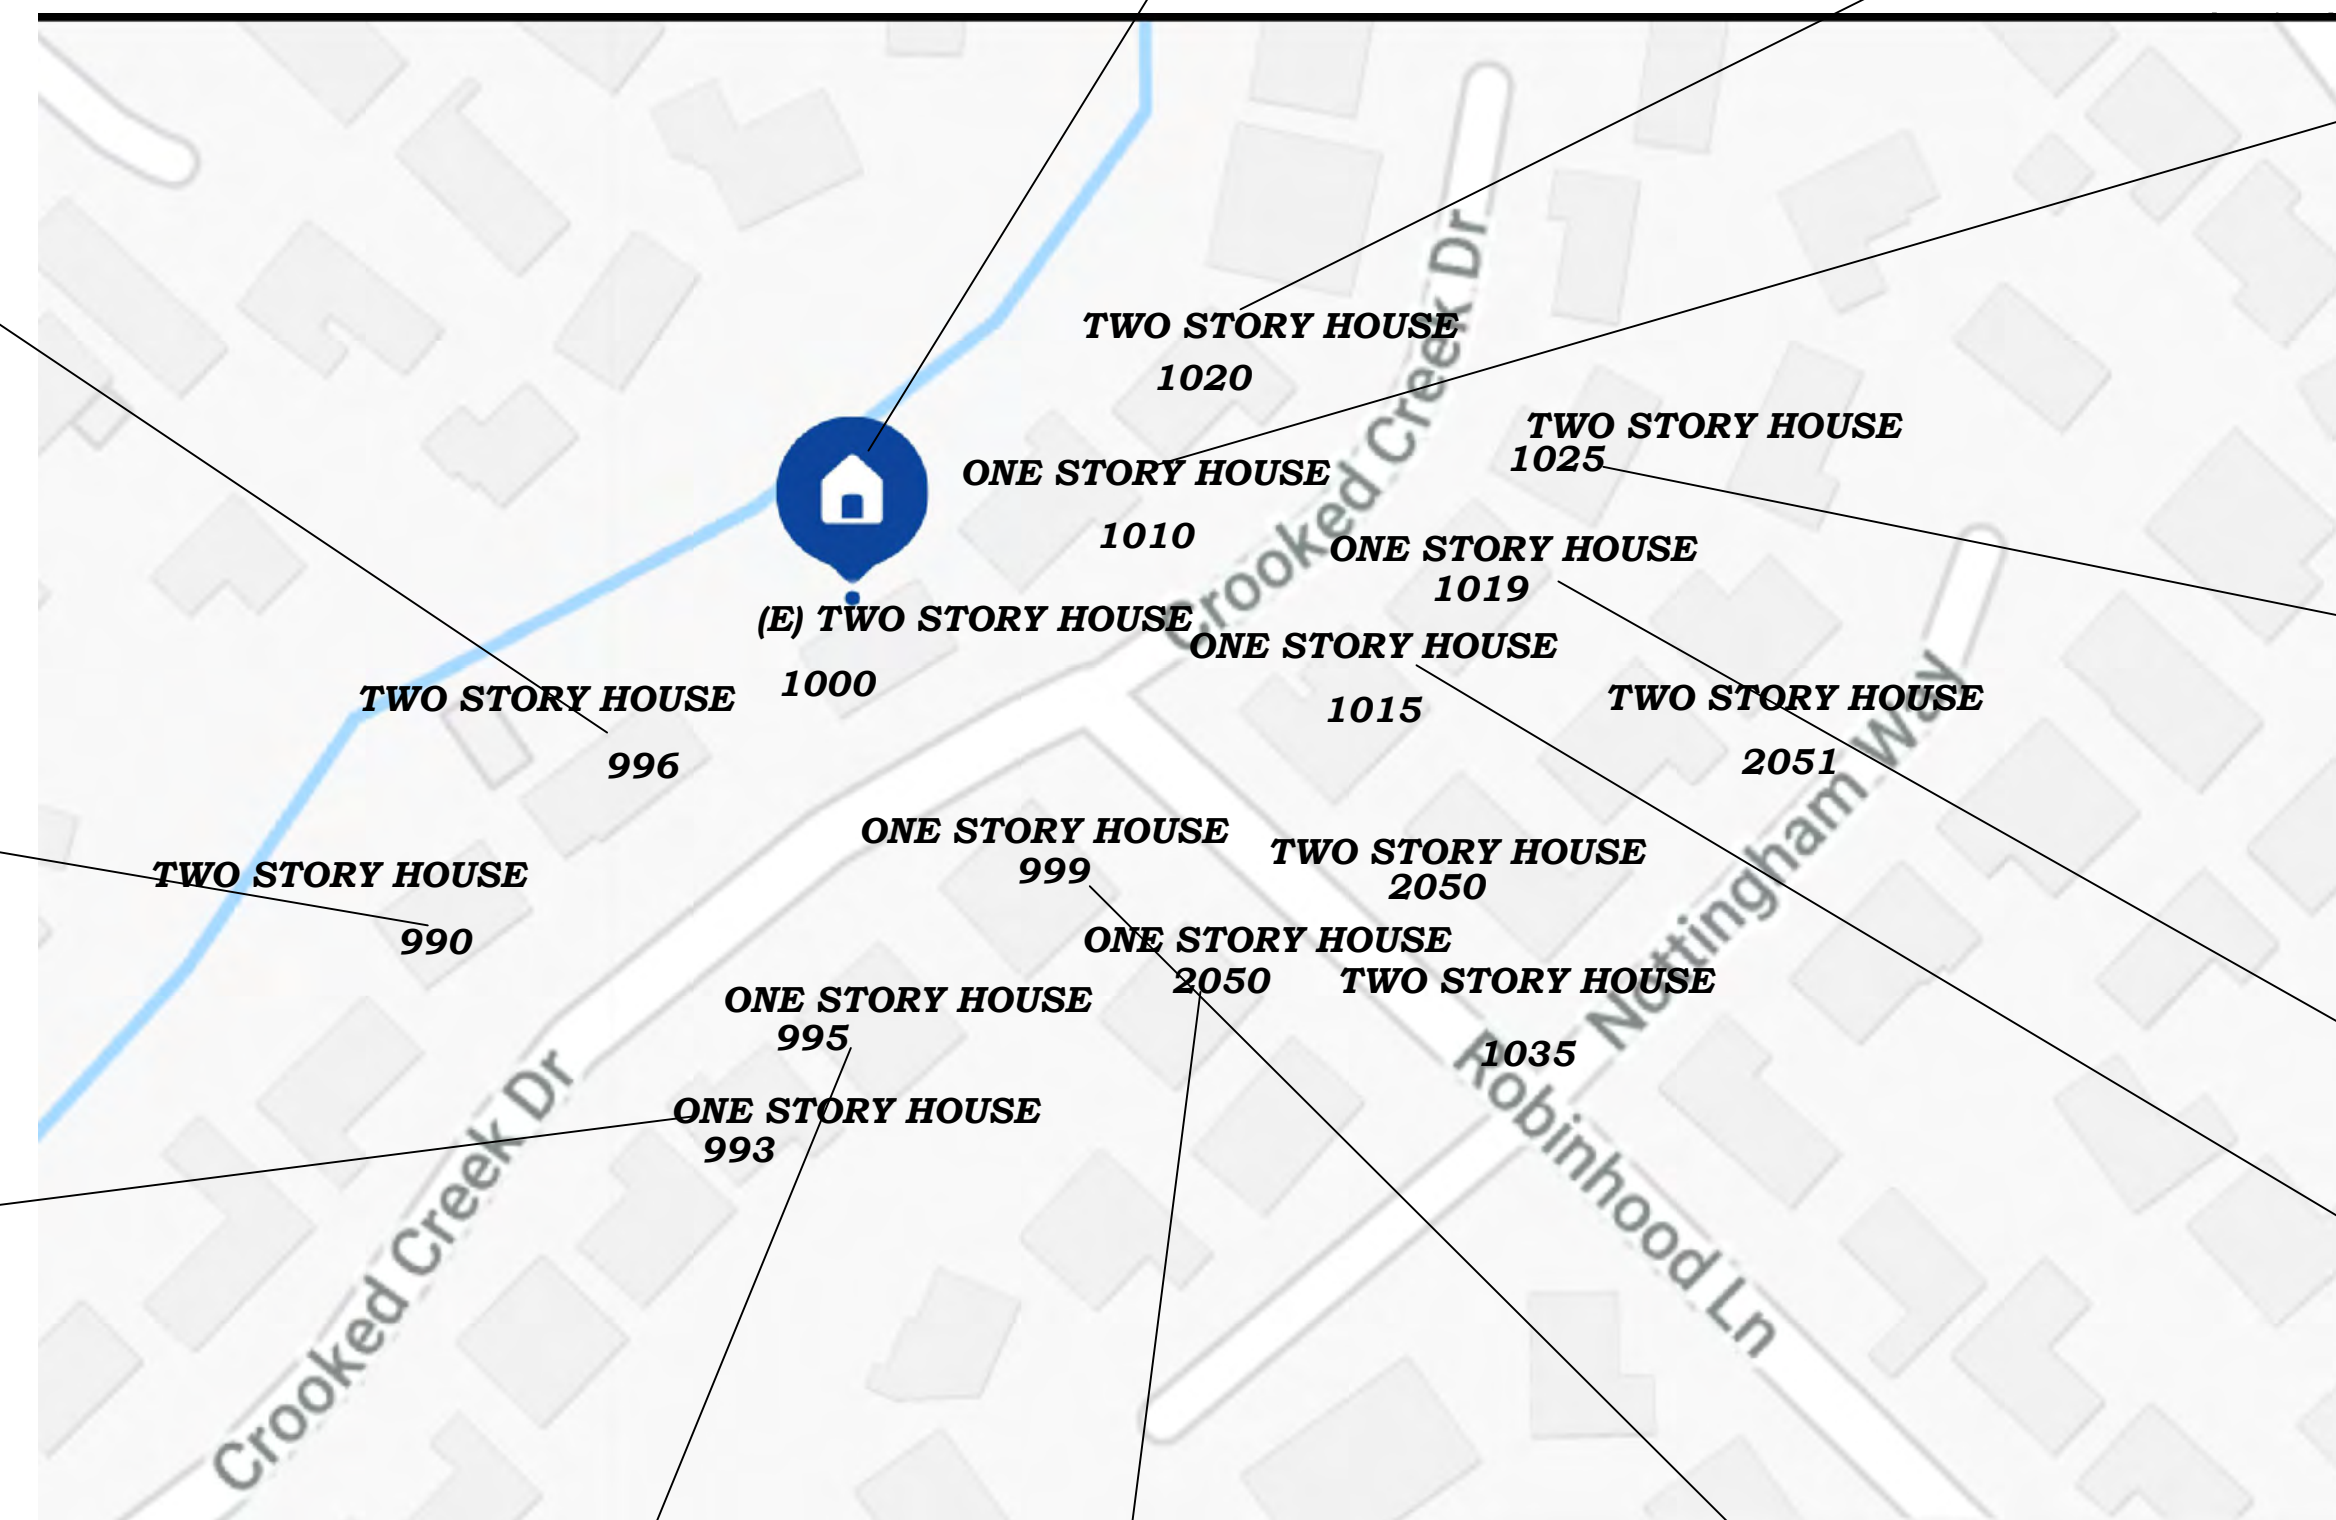 Crooked Creek Dr
TWO STORY HOUSE
1020
TWO STORY HOUSE
1025
ONE STORY HOUSE
1010
ONE STORY HOUSE
1019
(E) TWO STORY HOUSE
1000
ONE STORY HOUSE
1015
TWO STORY HOUSE
996
TWO STORY HOUSE
2051
Nottingham Way
ONE STORY HOUSE
999
TWO STORY HOUSE
2050
TWO STORY HOUSE
990
ONE STORY HOUSE
2050
TWO STORY HOUSE
1035
ONE STORY HOUSE
995
ONE STORY HOUSE
993
Robinhood Ln
Crooked Creek Dr